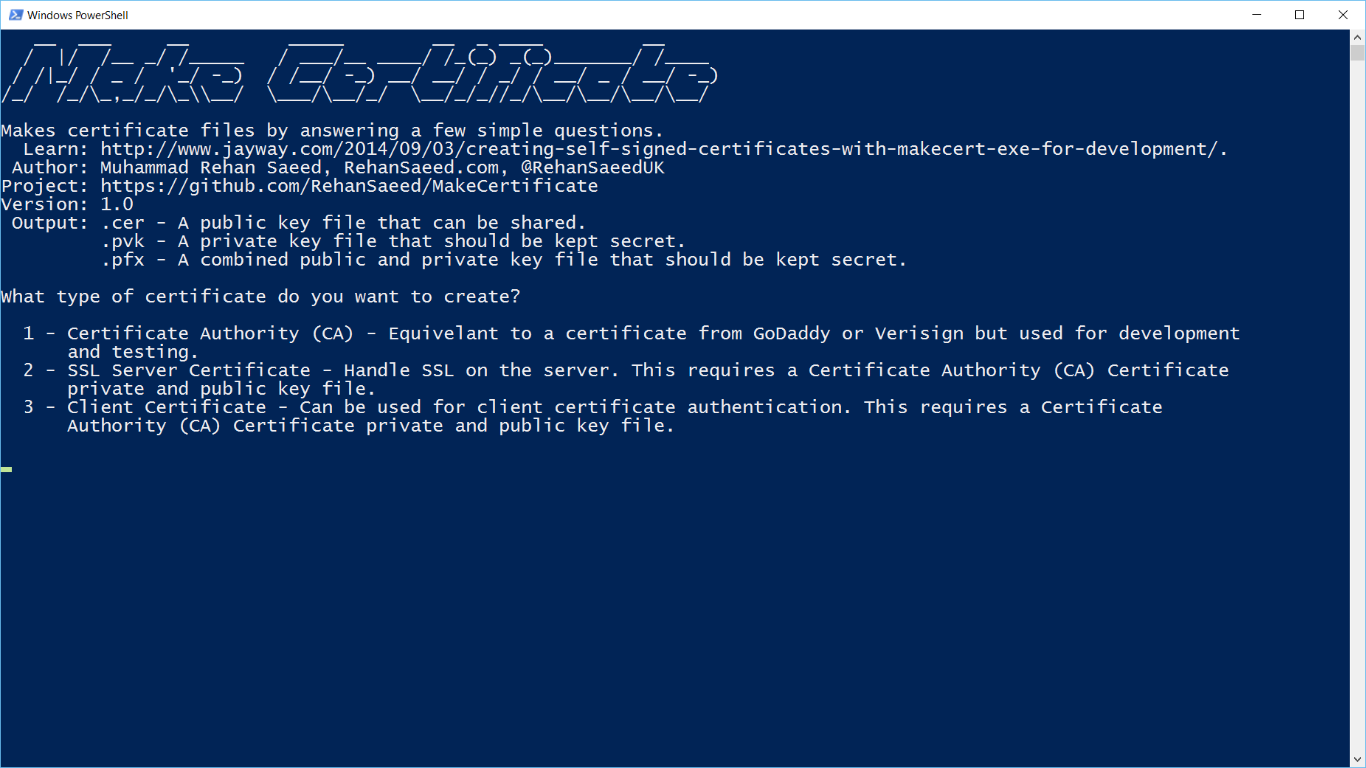 Windows PowerShell
Make Certificate
Makes certificate files by answering a few simple questions.
Learn: http://www.jayway.com/2014/09/03/creating-self-signed-certificates-with-makecert-exe-for-development/.
Author: Muhammad Rehan Saeed, RehanSaeed.com, @RehanSaeedUK
Project: https://github.com/RehanSaeed/MakeCertificate
Version: 1.0
Output: .cer - A public key file that can be shared.
.pvk - A private key file that should be kept secret.
.pfx - A combined public and private key file that should be kept secret.
What type of certificate do you want to create?
1 - Certificate Authority (CA) - Equivelant to a certificate from GoDaddy or Verisign but used for development
and testing.
2 - SSL Server Certificate - Handle SSL on the server. This requires a Certificate Authority (CA) Certificate
private and public key file.
3 - Client Certificate - Can be used for client certificate authentication. This requires a Certificate
Authority (CA) Certificate private and public key file.